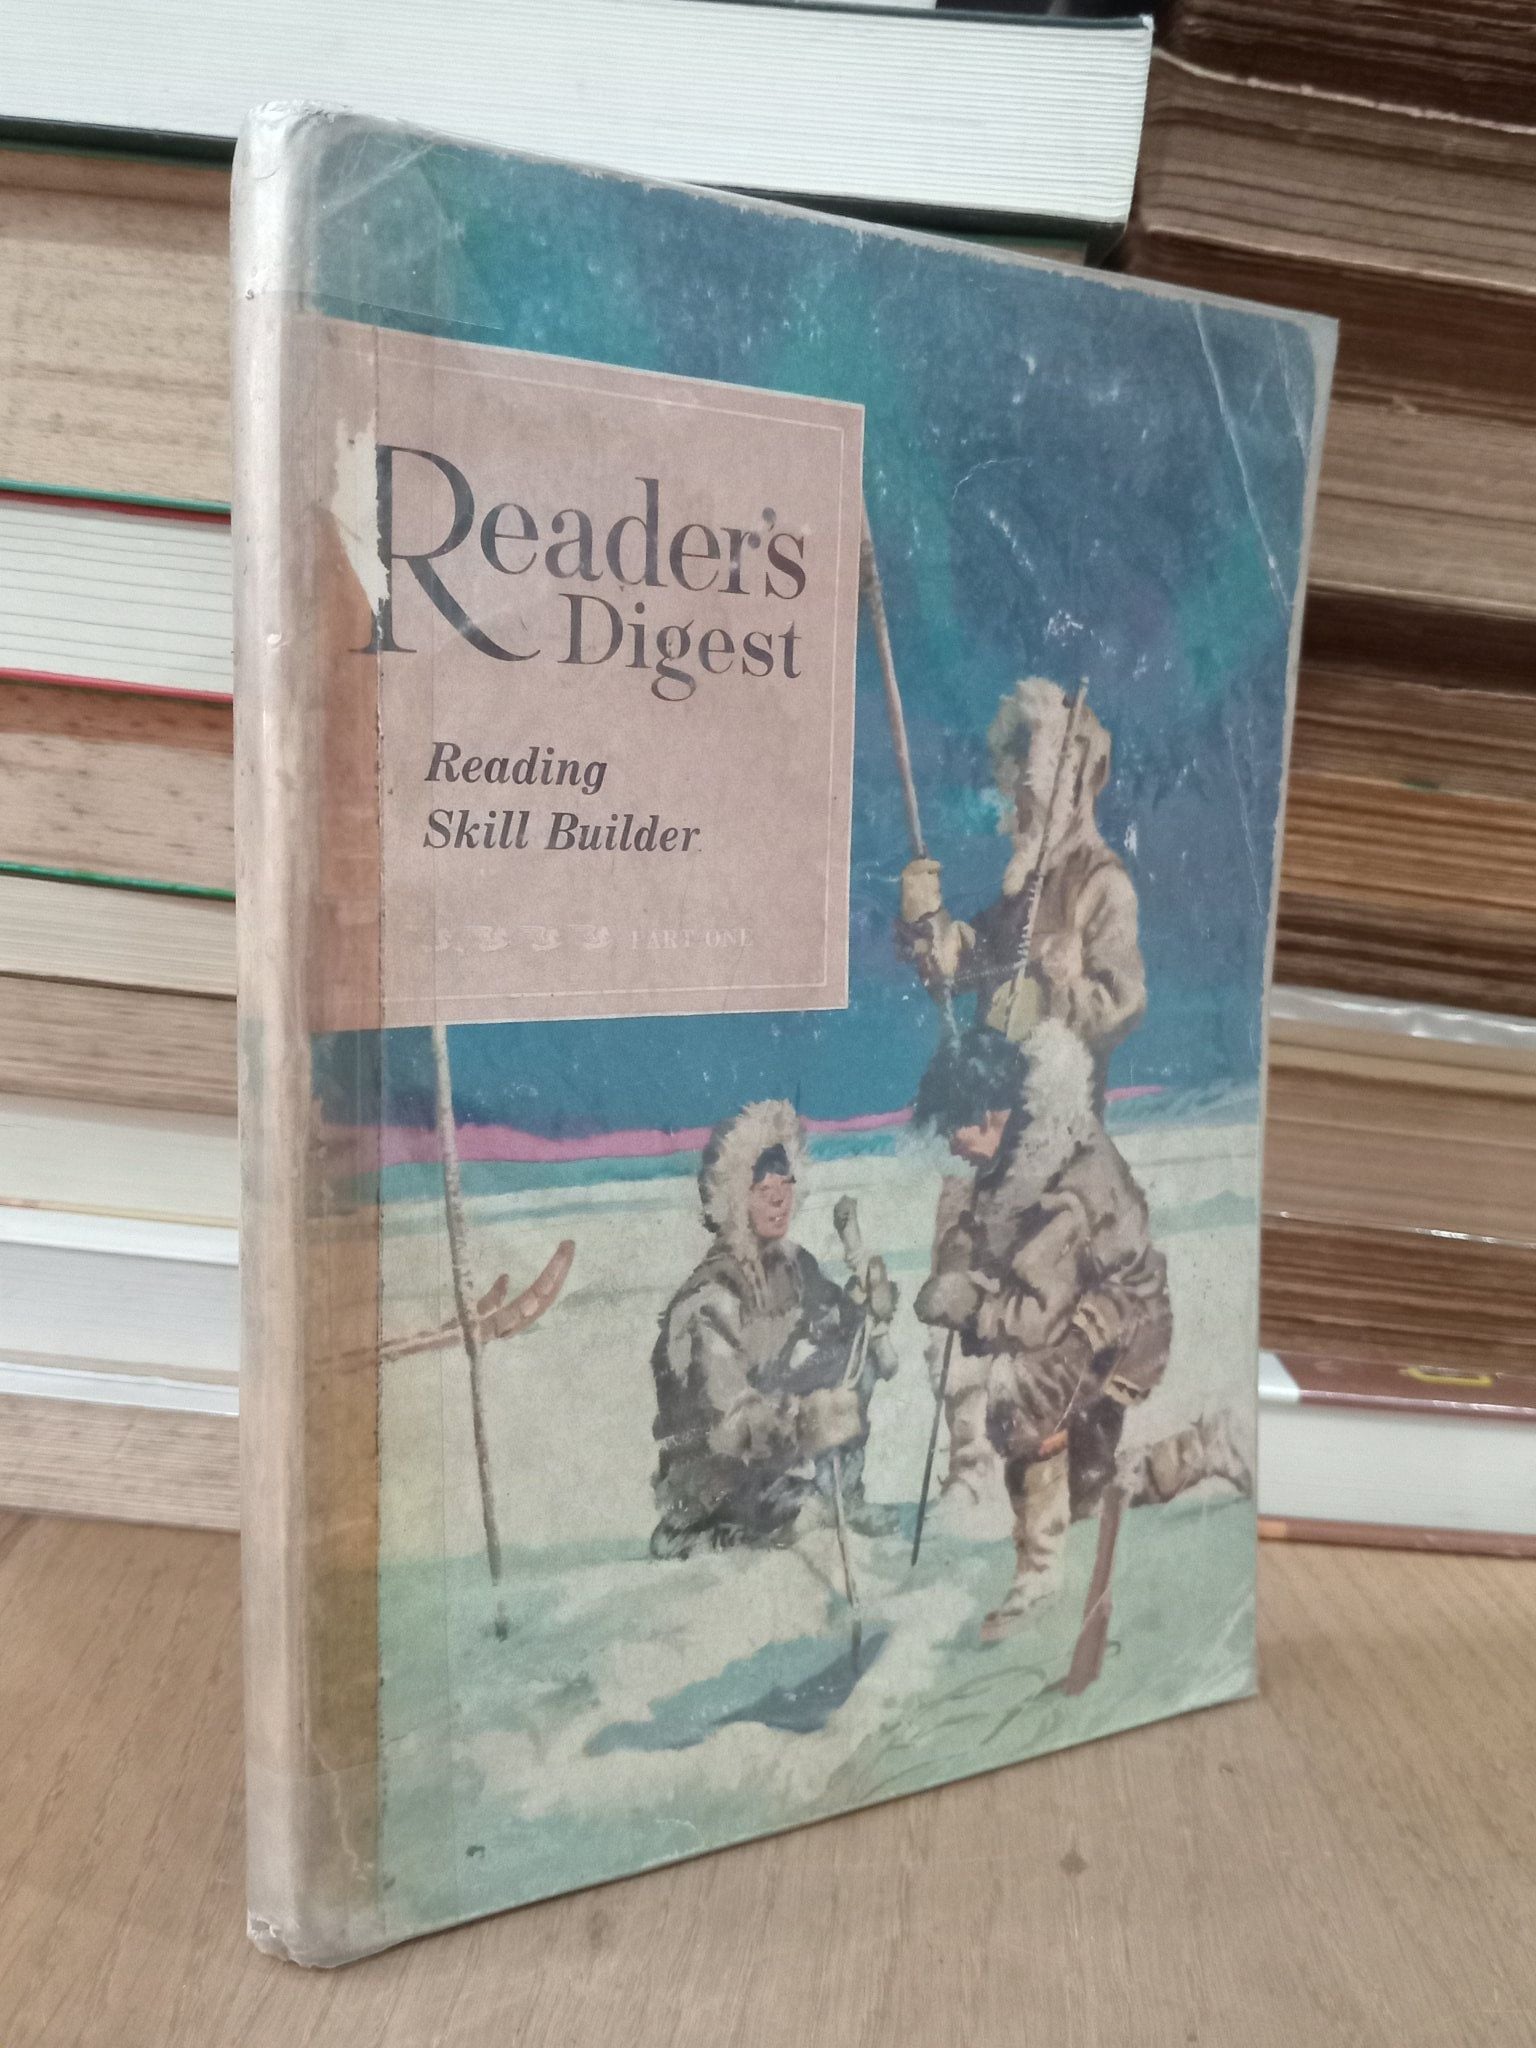 Reader's
Digest
Reading
Skill Builder
PART ONE